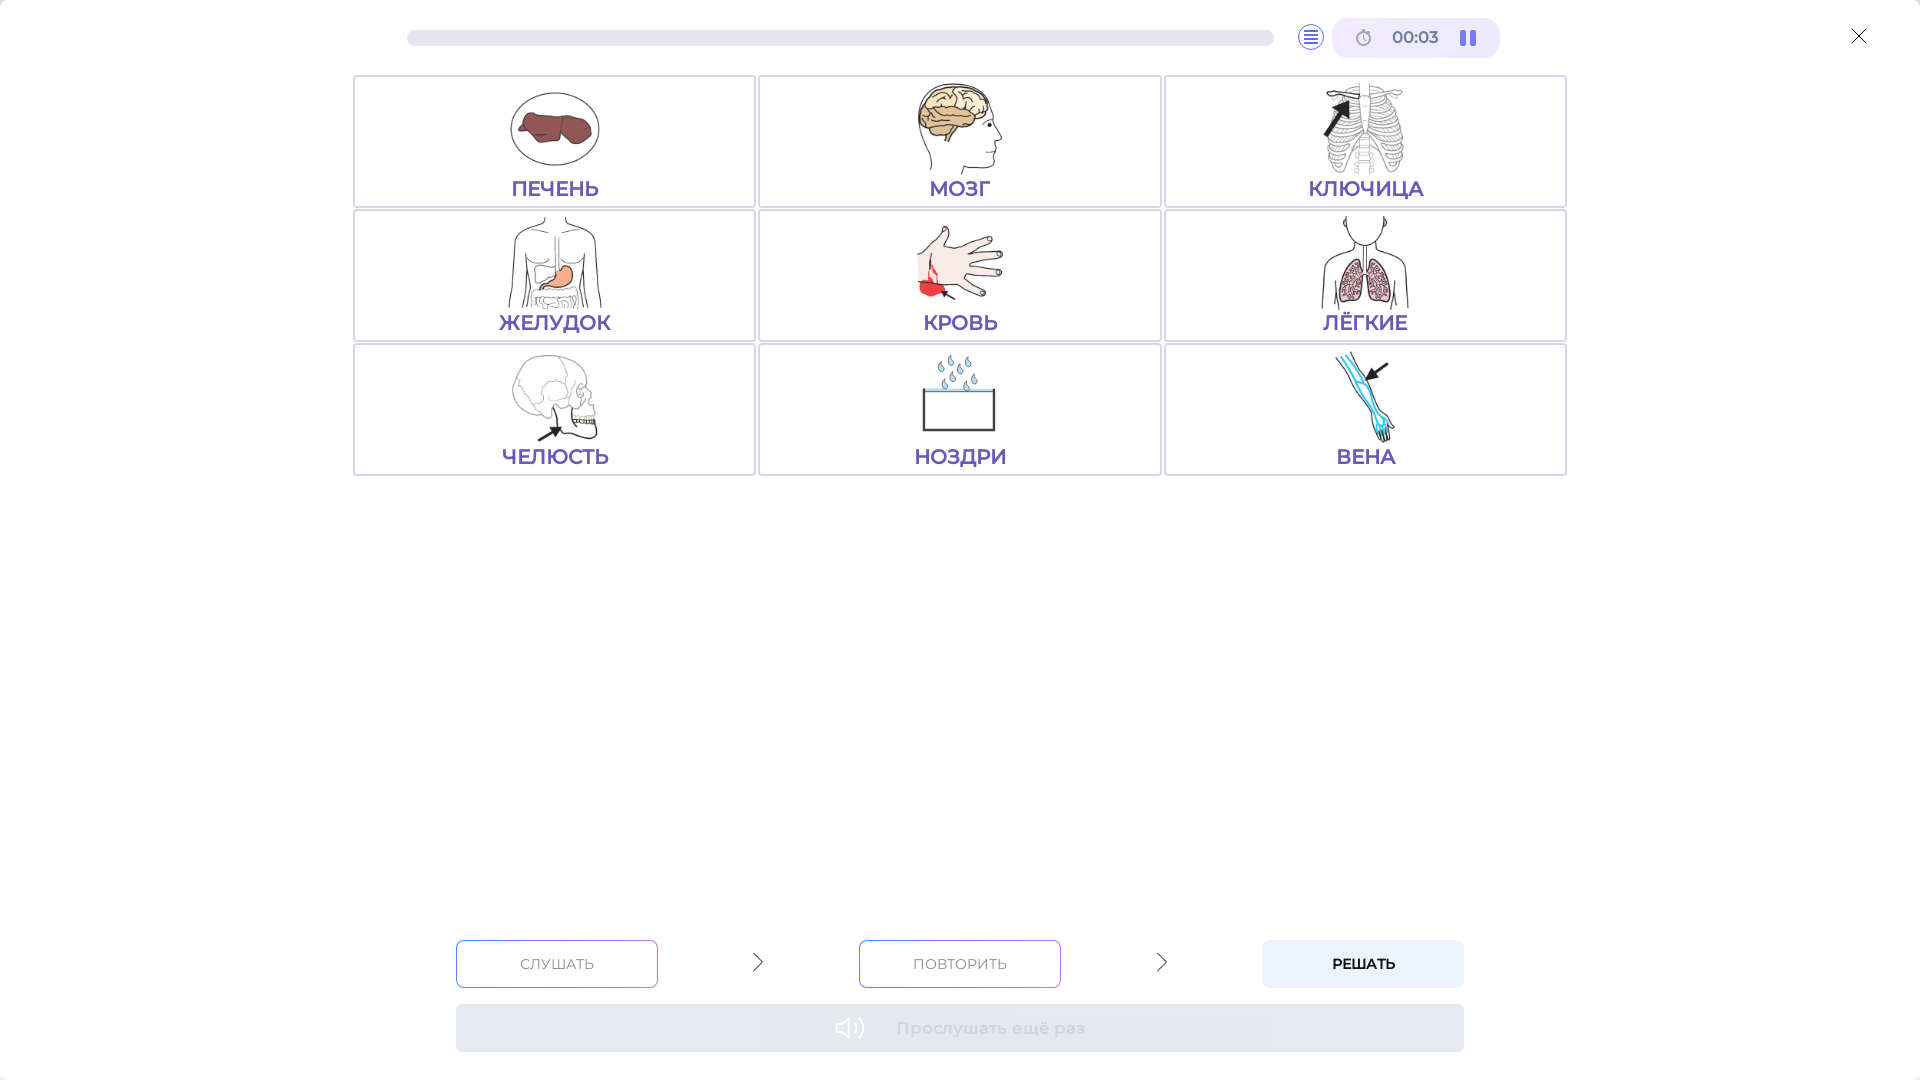 00:03
ПЕЧЕНЬ
МОЗГ
КЛЮЧИЦА
ЖЕЛУДОК
КРОВЬ
ЛЁГКИЕ
ЧЕЛЮСТЬ
НОЗДРИ
ВЕНА
СЛУШАТЬ
ПОВТОРИТЬ
РЕШАТЬ
Прослушать ещё раз